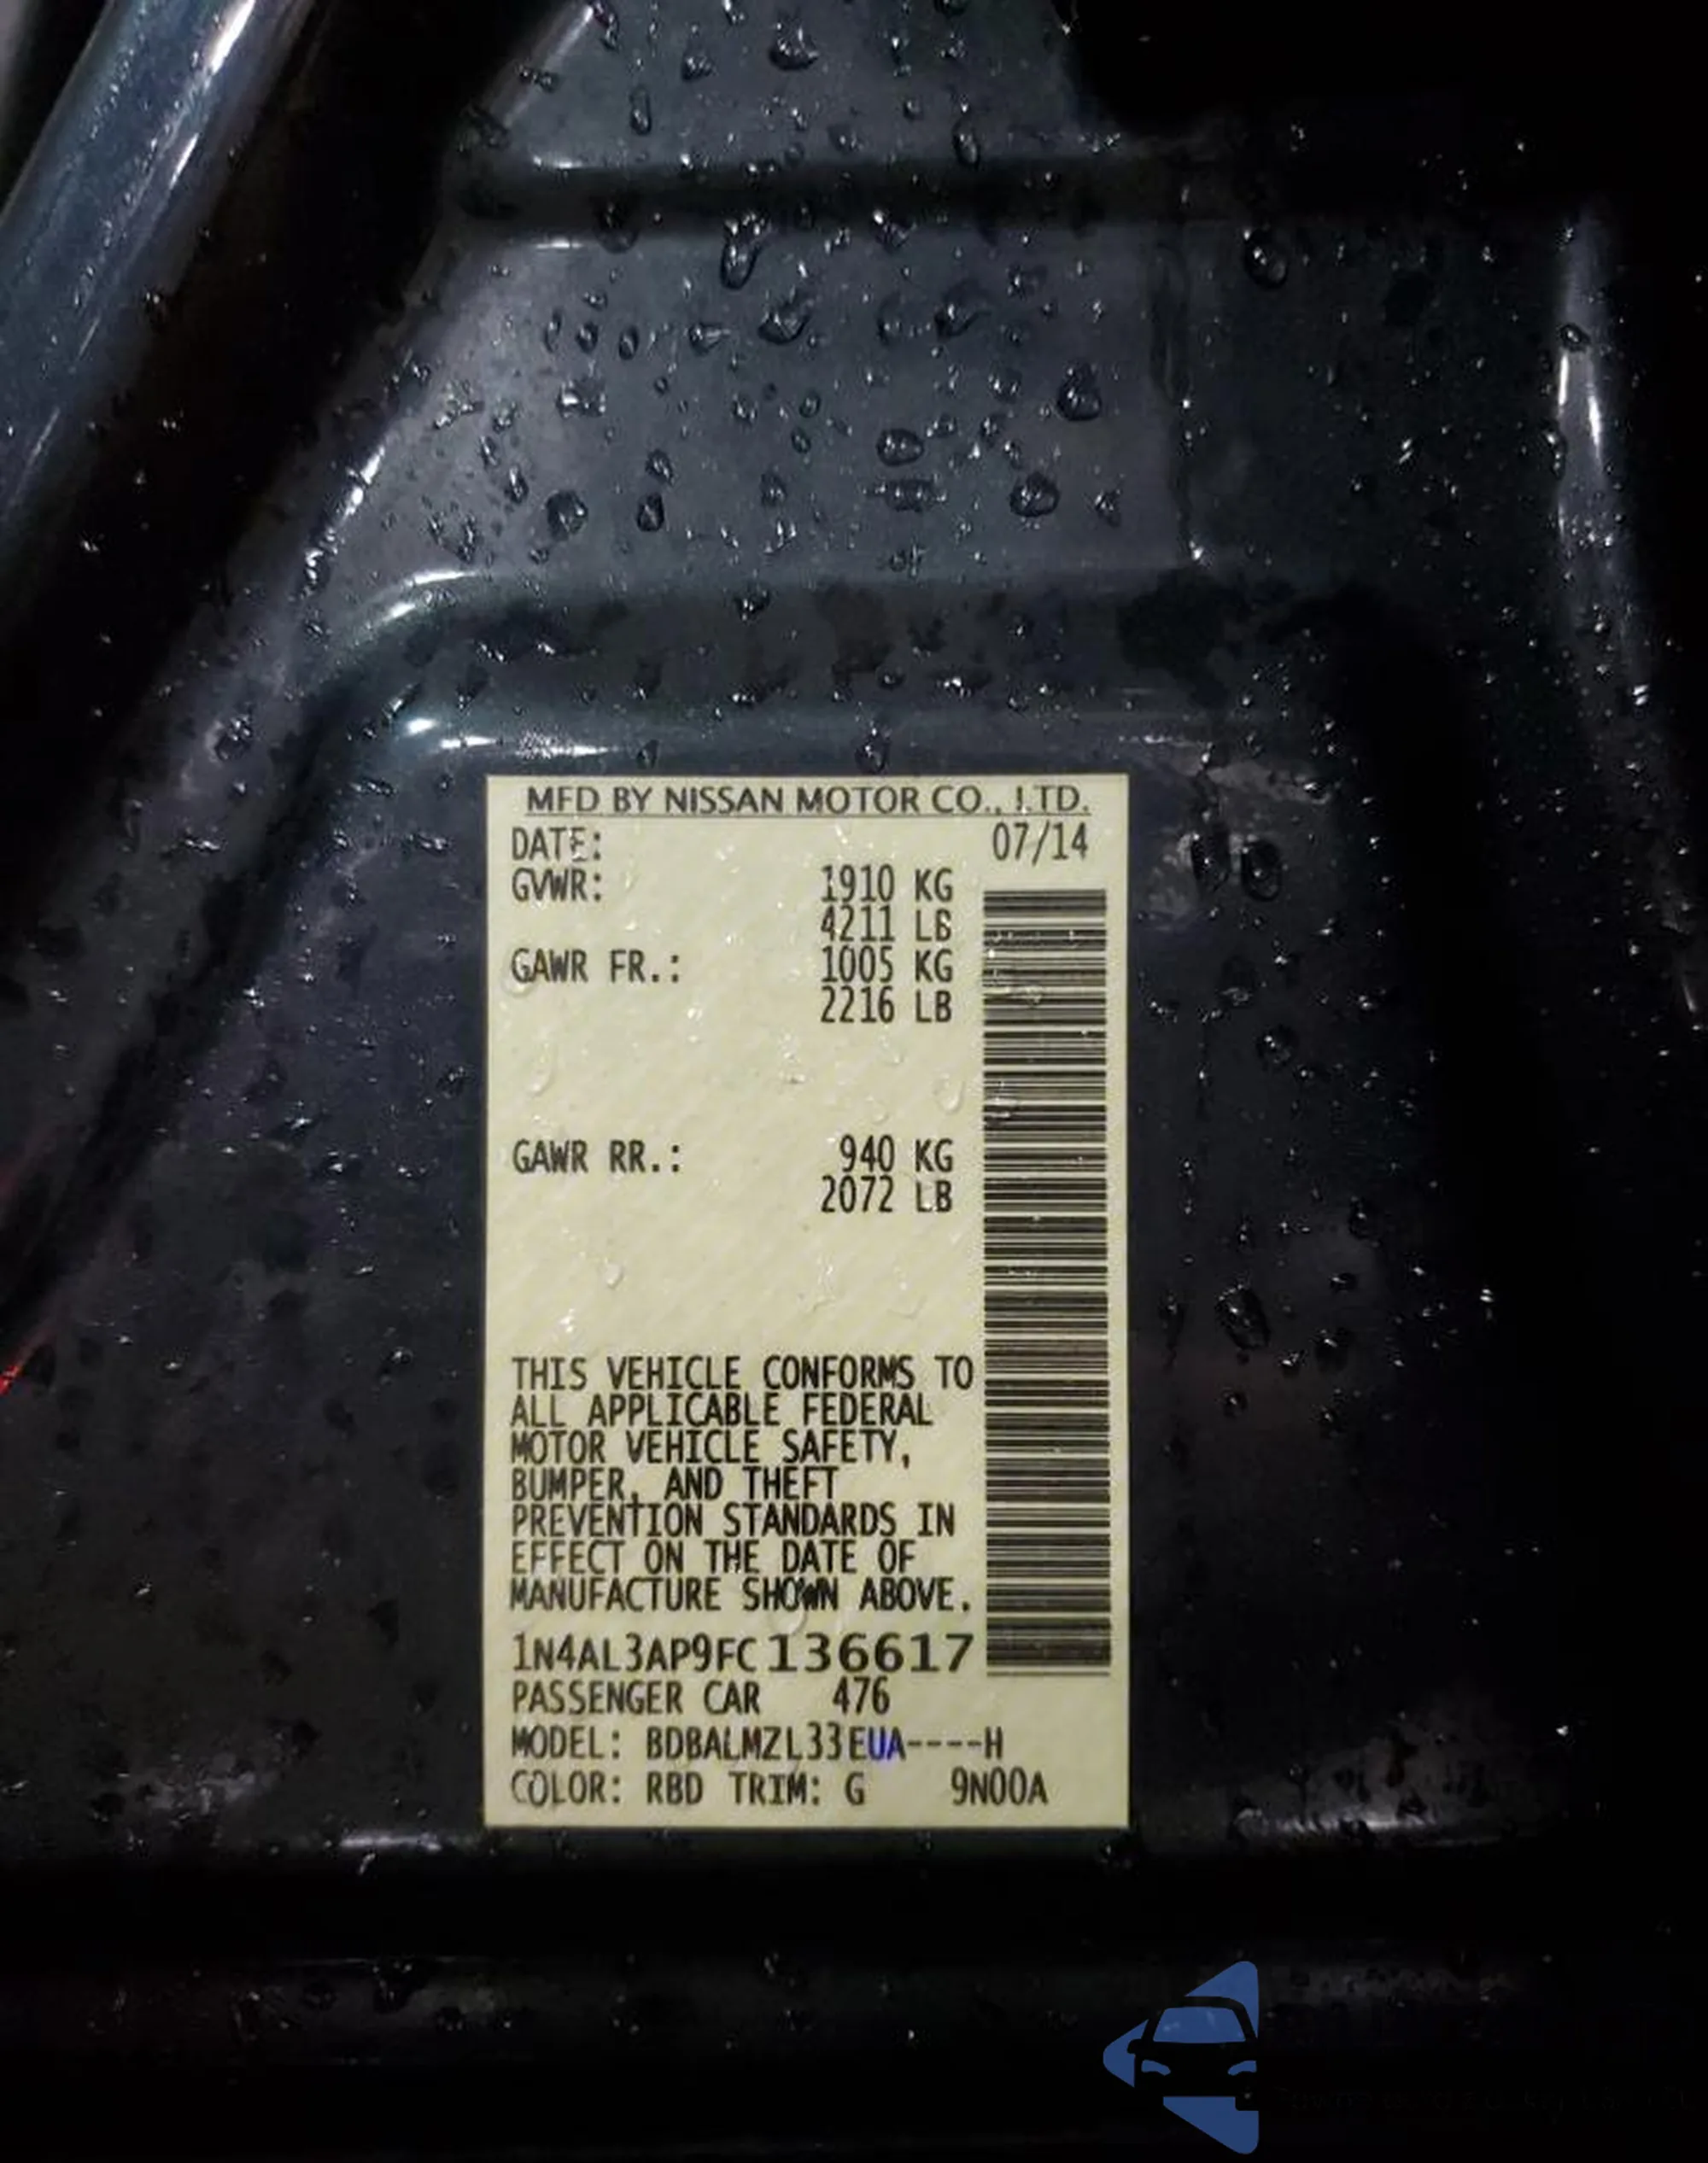 MFD BY NISSAN MOTOR CO., LTD.
DATE: 07/14
GVWR: 1910 KG
4211 LB
GAWR FR.: 1005 KG
2216 LB
GAWR RR.: 940 KG
2072 LB
THIS VEHICLE CONFORMS TO
ALL APPLICABLE FEDERAL
MOTOR VEHICLE SAFETY,
BUMPER, AND THEFT
PREVENTION STANDARDS IN
EFFECT ON THE DATE OF
MANUFACTURE SHOWN ABOVE.
1N4AL3AP9FC136617
PASSENGER CAR 476
MODEL: BDBALMZL33EUA----H
COLOR: RBD TRIM: G 9N00A